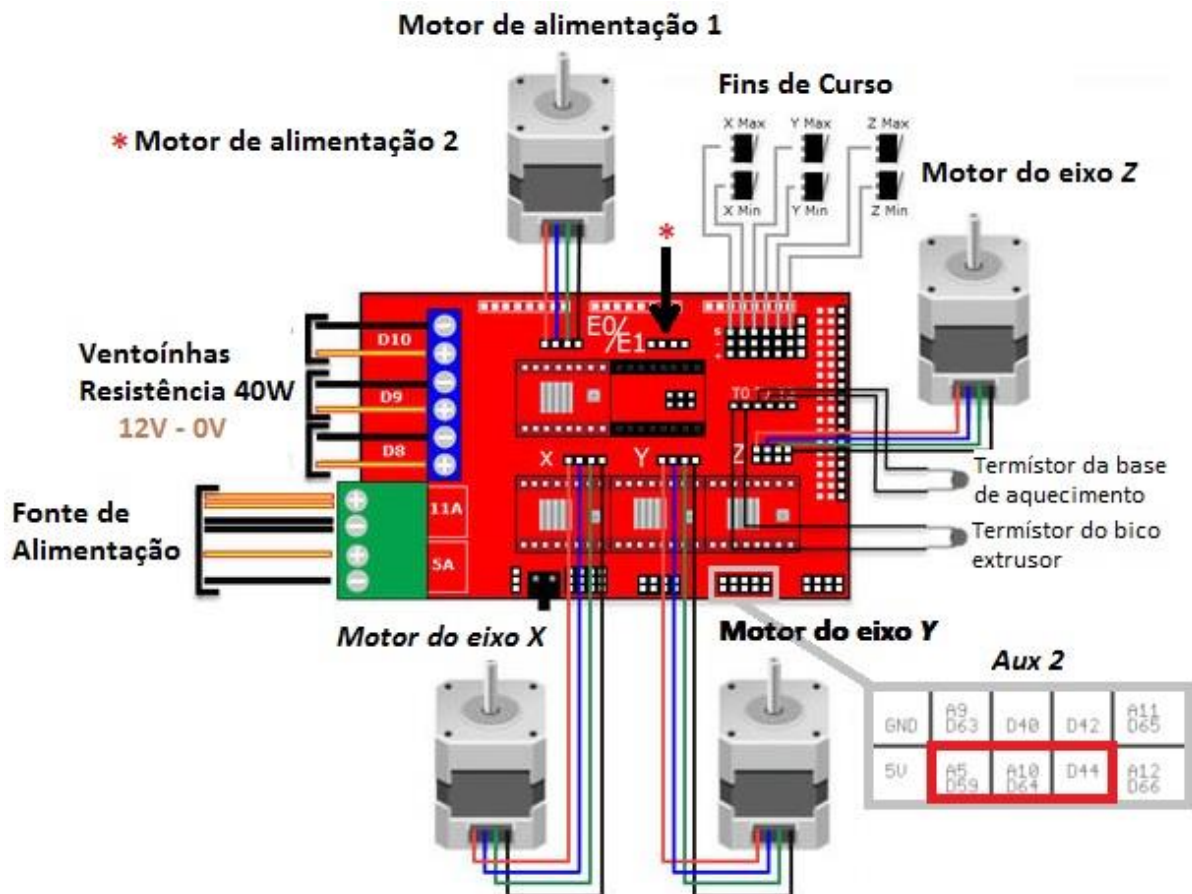 Motor de alimentação 1
* Motor de alimentação 2
Fins de Curso
X Max
Y Max
Z Max
X Min
Y Min
Z Min
Motor do eixo Z
*
Ventoínhas
Resistência 40W
12V - 0V
D10
D9
D8
E0/
/E1
S
-
+
T0
X
Y
Z
Fonte de
Alimentação
11A
5A
Termístor da base
de aquecimento
Termístor do bico
extrusor
Motor do eixo X
Motor do eixo Y
Aux 2
GND
A9
D63
D40
D42
A11
D65
5V
A5
D59
A10
D64
D44
A12
D66